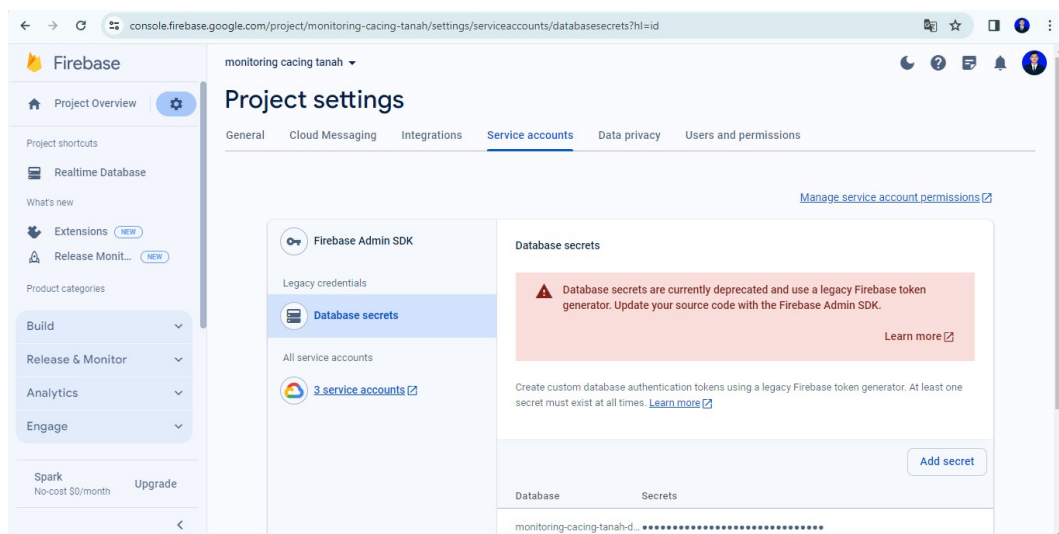 console.firebase.google.com/project/monitoring-cacing-tanah/settings/serviceaccounts/databasesecrets?hl=id
Firebase
monitoring cacing tanah
Project Overview
Project settings
General Cloud Messaging Integrations Service accounts Data privacy Users and permissions
Project shortcuts
Realtime Database
What's new
Extensions NEW
Release Monit... NEW
Product categories
Build
Release & Monitor
Analytics
Engage
Spark
No-cost $0/month
Upgrade
Manage service account permissions
Firebase Admin SDK
Legacy credentials
Database secrets
All service accounts
3 service accounts
Database secrets
Database secrets are currently deprecated and use a legacy Firebase token
generator. Update your source code with the Firebase Admin SDK.
Learn more
Create custom database authentication tokens using a legacy Firebase token generator. At least one
secret must exist at all times. Learn more
Add secret
Database Secrets
monitoring-cacing-tanah-d... ••••••••••••••••••••••••••••••